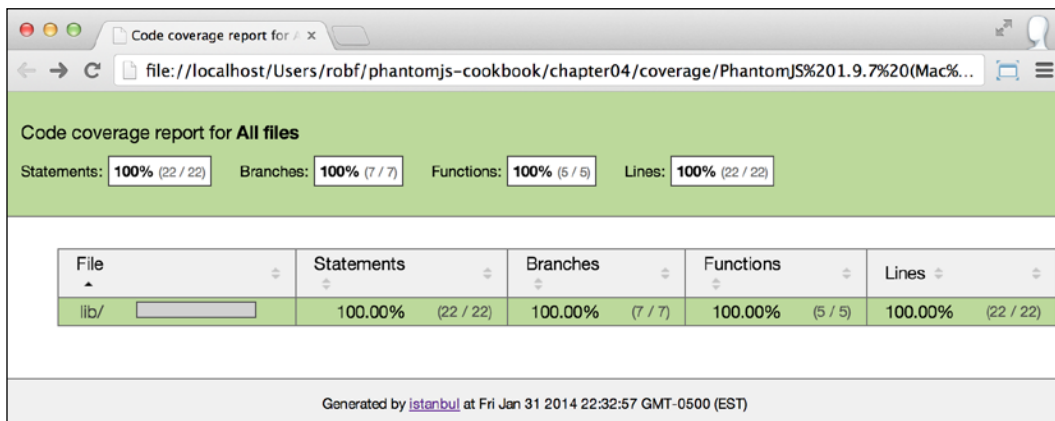 Code coverage report for A
file://localhost/Users/robf/phantomjs-cookbook/chapter04/coverage/PhantomJS%201.9.7%20(Mac%...
Code coverage report for All files
Statements: 100% (22 / 22) Branches: 100% (7 / 7) Functions: 100% (5 / 5) Lines: 100% (22 / 22)
File Statements Branches Functions Lines
lib/ 100.00% (22 / 22) 100.00% (7 / 7) 100.00% (5 / 5) 100.00% (22 / 22)
Generated by istanbul at Fri Jan 31 2014 22:32:57 GMT-0500 (EST)